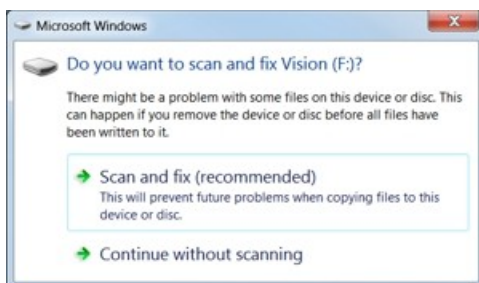 Microsoft Windows
Do you want to scan and fix Vision (F:)?
There might be a problem with some files on this device or disc. This
can happen if you remove the device or disc before all files have
been written to it.
Scan and fix (recommended)
This will prevent future problems when copying files to this
device or disc.
Continue without scanning